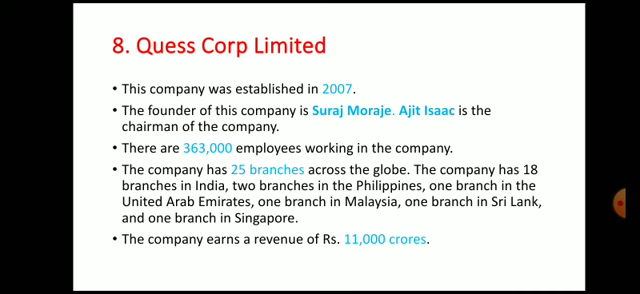 8. Quess Corp Limited
• This company was established in 2007.
• The founder of this company is Suraj Moraje. Ajit Isaac is the
chairman of the company.
• There are 363,000 employees working in the company.
• The company has 25 branches across the globe. The company has 18
branches in India, two branches in the Philippines, one branch in the
United Arab Emirates, one branch in Malaysia, one branch in Sri Lank,
and one branch in Singapore.
• The company earns a revenue of Rs. 11,000 crores.